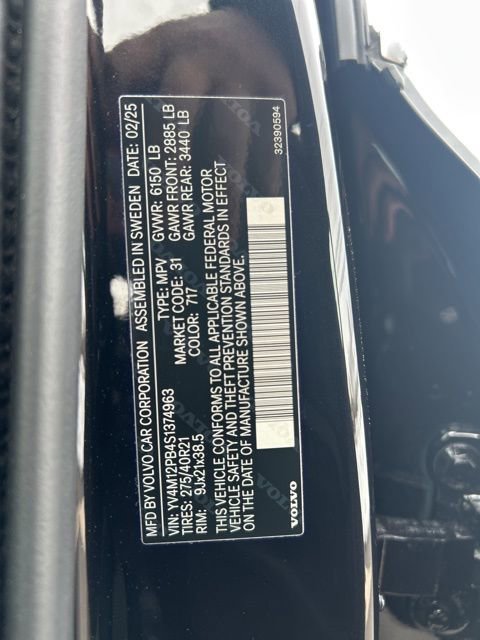 MFD BY VOLVO CAR CORPORATION ASSEMBLED IN SWEDEN DATE: 02/25
VIN: YV4M12PB4S1374963 TYPE: MPV GVWR: 6150 LB
TIRES: 275/40R21 MARKET CODE: 31 GAWR FRONT: 2885 LB
RIM: 9Jx21x38.5 COLOR: 717 GAWR REAR: 3440 LB
THIS VEHICLE CONFORMS TO ALL APPLICABLE FEDERAL MOTOR
VEHICLE SAFETY AND THEFT PREVENTION STANDARDS IN EFFECT
ON THE DATE OF MANUFACTURE SHOWN ABOVE.
VOLVO 32390594